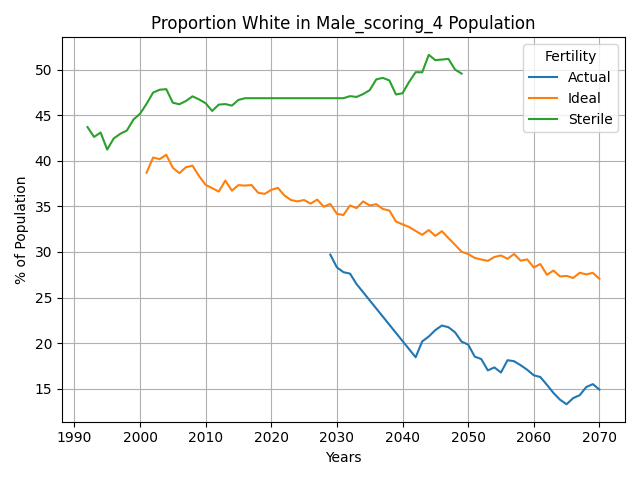 Proportion White in Male_scoring_4 Population
% of Population
50
45
40
35
30
25
20
15
Fertility
Actual
Ideal
Sterile
1990 2000 2010 2020 2030 2040 2050 2060 2070
Years